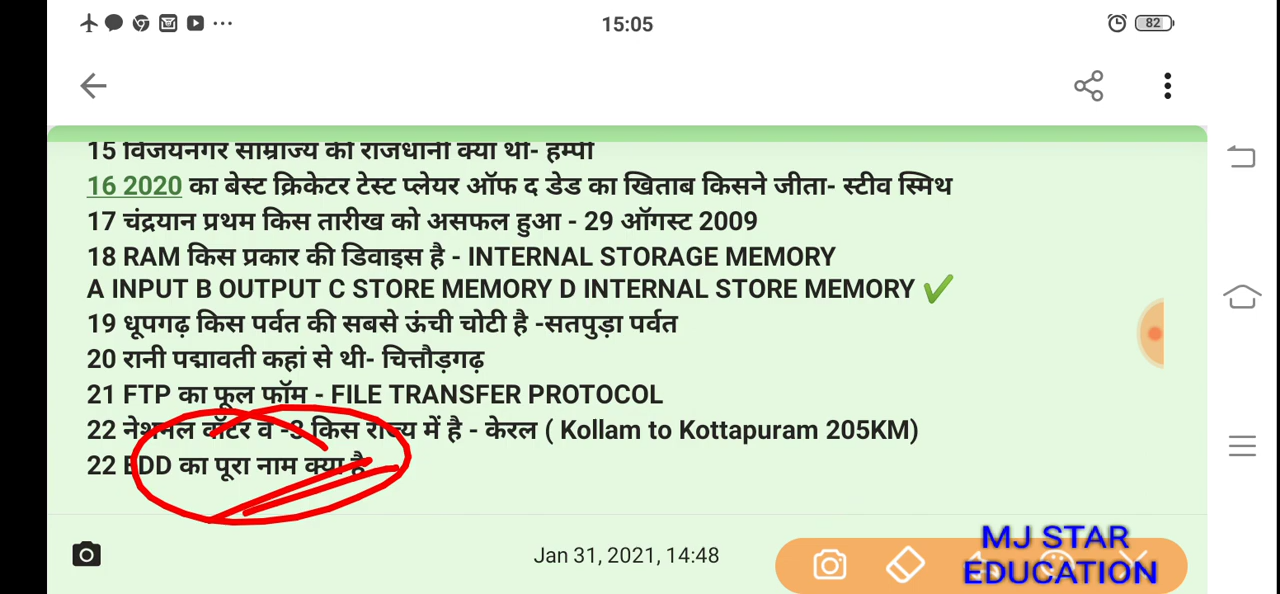 15:05
82
15 विजयनगर साम्राज्य की राजधानी क्या थी- हम्पी
16 2020 का बेस्ट क्रिकेटर टेस्ट प्लेयर ऑफ द डेड का खिताब किसने जीता- स्टीव स्मिथ
17 चंद्रयान प्रथम किस तारीख को असफल हुआ - 29 ऑगस्ट 2009
18 RAM किस प्रकार की डिवाइस है - INTERNAL STORAGE MEMORY
A INPUT B OUTPUT C STORE MEMORY D INTERNAL STORE MEMORY ✔
19 धूपगढ़ किस पर्वत की सबसे ऊंची चोटी है -सतपुड़ा पर्वत
20 रानी पद्मावती कहां से थी- चित्तौड़गढ़
21 FTP का फूल फॉम - FILE TRANSFER PROTOCOL
22 नेशनल वॉटर वे -3 किस राज्य में है - केरल ( Kollam to Kottapuram 205KM)
22 EDD का पूरा नाम क्या है
Jan 31, 2021, 14:48
MJ STAR
EDUCATION